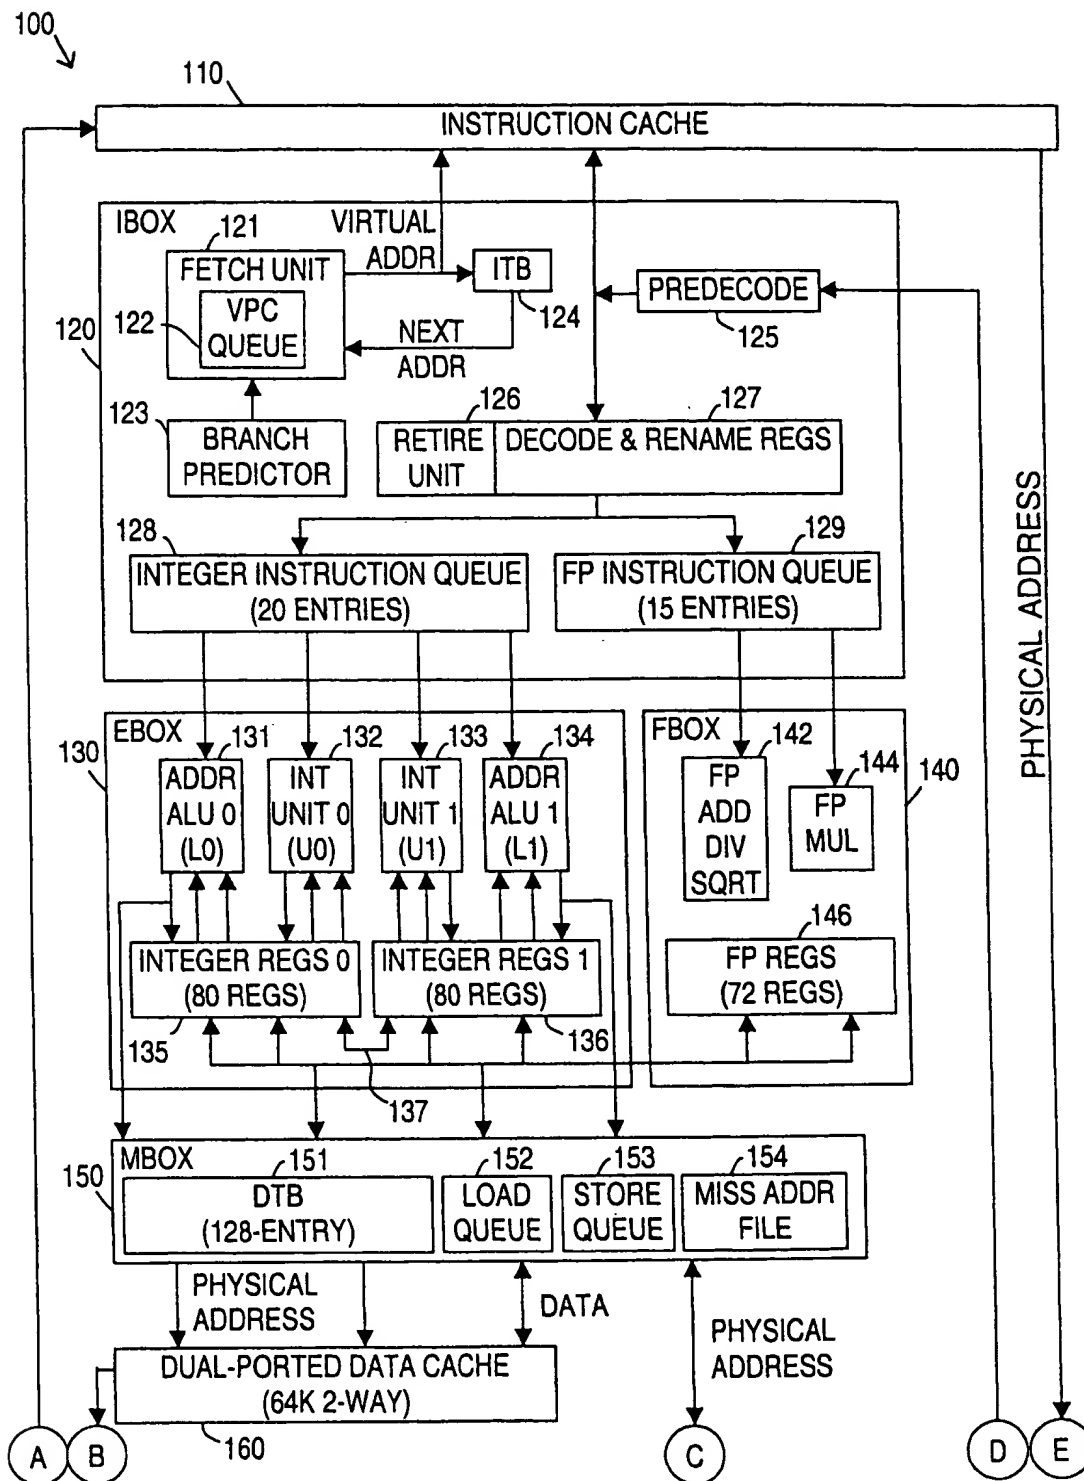 100
110
INSTRUCTION CACHE
IBOX
121
VIRTUAL
ADDR
FETCH UNIT
ITB
PREDECODE
122
VPC
QUEUE
124
125
120
NEXT
ADDR
123
BRANCH
PREDICTOR
126
127
RETIRE
UNIT
DECODE & RENAME REGS
128
INTEGER INSTRUCTION QUEUE
(20 ENTRIES)
129
FP INSTRUCTION QUEUE
(15 ENTRIES)
PHYSICAL ADDRESS
130
EBOX
131
132
133
134
ADDR
ALU 0
(L0)
INT
UNIT 0
(U0)
INT
UNIT 1
(U1)
ADDR
ALU 1
(L1)
FBOX
142
144
140
FP
ADD
DIV
SQRT
FP
MUL
INTEGER REGS 0
(80 REGS)
INTEGER REGS 1
(80 REGS)
146
FP REGS
(72 REGS)
135
136
137
150
MBOX
151
152
153
154
DTB
(128-ENTRY)
LOAD
QUEUE
STORE
QUEUE
MISS ADDR
FILE
PHYSICAL
ADDRESS
DATA
PHYSICAL
ADDRESS
DUAL-PORTED DATA CACHE
(64K 2-WAY)
160
A
B
C
D
E